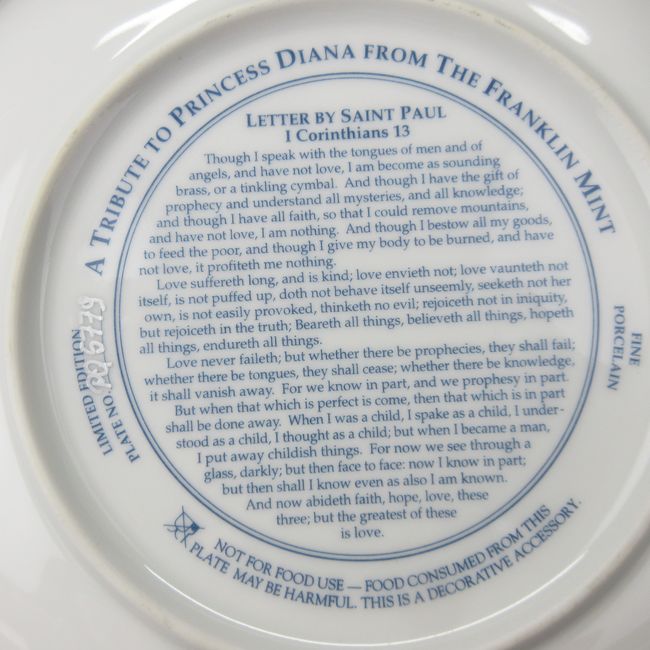 A TRIBUTE TO PRINCESS DIANA FROM THE FRANKLIN MINT
LETTER BY SAINT PAUL
I Corinthians 13
Though I speak with the tongues of men and of
angels, and have not love, I am become as sounding
brass, or a tinkling cymbal. And though I have the gift of
prophecy and understand all mysteries, and all knowledge;
and though I have all faith, so that I could remove mountains,
and have not love, I am nothing. And though I bestow all my goods,
to feed the poor, and though I give my body to be burned, and have
not love, it profiteth me nothing.
Love suffereth long, and is kind; love envieth not; love vaunteth not
itself, is not puffed up, doth not behave itself unseemly, seeketh not her
own, is not easily provoked, thinketh no evil; rejoiceth not in iniquity,
but rejoiceth in the truth; Beareth all things, believeth all things, hopeth
all things, endureth all things.
Love never faileth; but whether there be prophecies, they shall fail;
whether there be tongues, they shall cease; whether there be knowledge,
it shall vanish away. For we know in part, and we prophesy in part.
But when that which is perfect is come, then that which is in part
shall be done away. When I was a child, I spake as a child, I under-
stood as a child, I thought as a child; but when I became a man,
I put away childish things. For now we see through a
glass, darkly; but then face to face: now I know in part;
but then shall I know even as also I am known.
And now abideth faith, hope, love, these
three; but the greatest of these
is love.
LIMITED EDITION
PLATE NO.
FINE
PORCELAIN
NOT FOR FOOD USE — FOOD CONSUMED FROM THIS
PLATE MAY BE HARMFUL. THIS IS A DECORATIVE ACCESSORY.